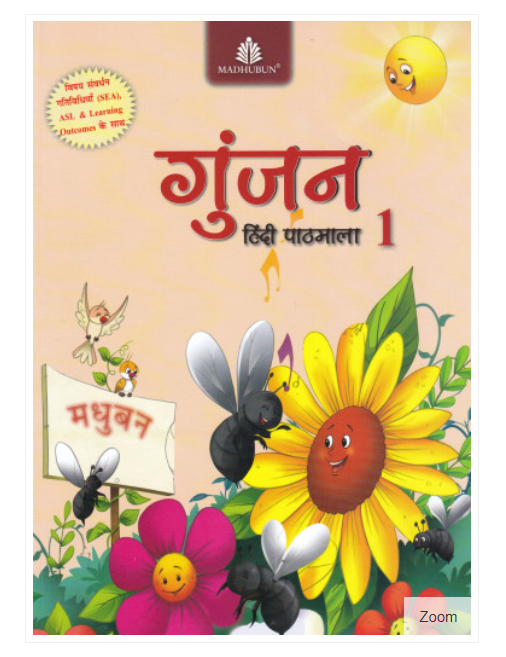 MADHUBUN®
विषय संवर्धन
गतिविधियाँ (SEA),
ASL & Learning
Outcomes के साथ
गुंजन
हिंदी पाठमाला 1
मधुबन
Zoom